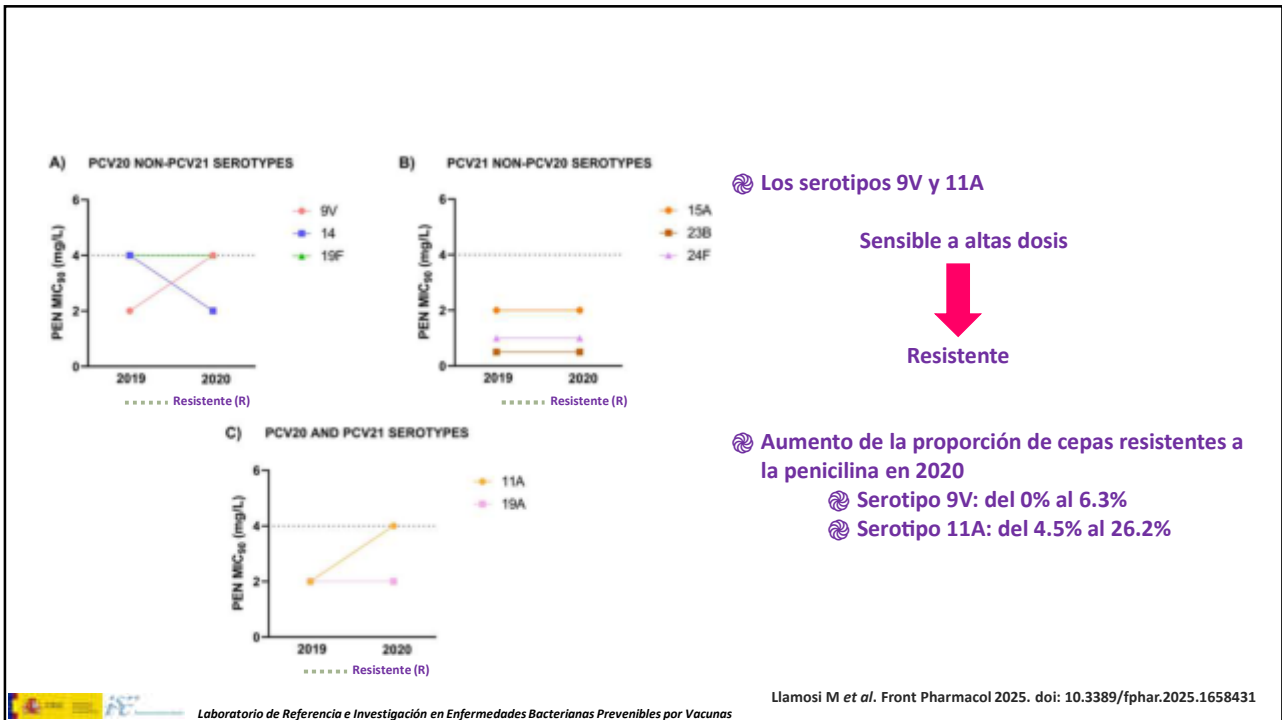 A) PCV20 NON-PCV21 SEROTYPES
PEN MIC90 (mg/L)
6
4
2
0
2019 2020
9V
14
19F
Resistente (R)
B) PCV21 NON-PCV20 SEROTYPES
PEN MIC90 (mg/L)
6
4
2
0
2019 2020
15A
23B
24F
Resistente (R)
C) PCV20 AND PCV21 SEROTYPES
PEN MIC90 (mg/L)
6
4
2
0
2019 2020
11A
19A
Resistente (R)
Los serotipos 9V y 11A
Sensible a altas dosis
Resistente
Aumento de la proporción de cepas resistentes a
la penicilina en 2020
Serotipo 9V: del 0% al 6.3%
Serotipo 11A: del 4.5% al 26.2%
Laboratorio de Referencia e Investigación en Enfermedades Bacterianas Prevenibles por Vacunas
Llamosi M et al. Front Pharmacol 2025. doi: 10.3389/fphar.2025.1658431